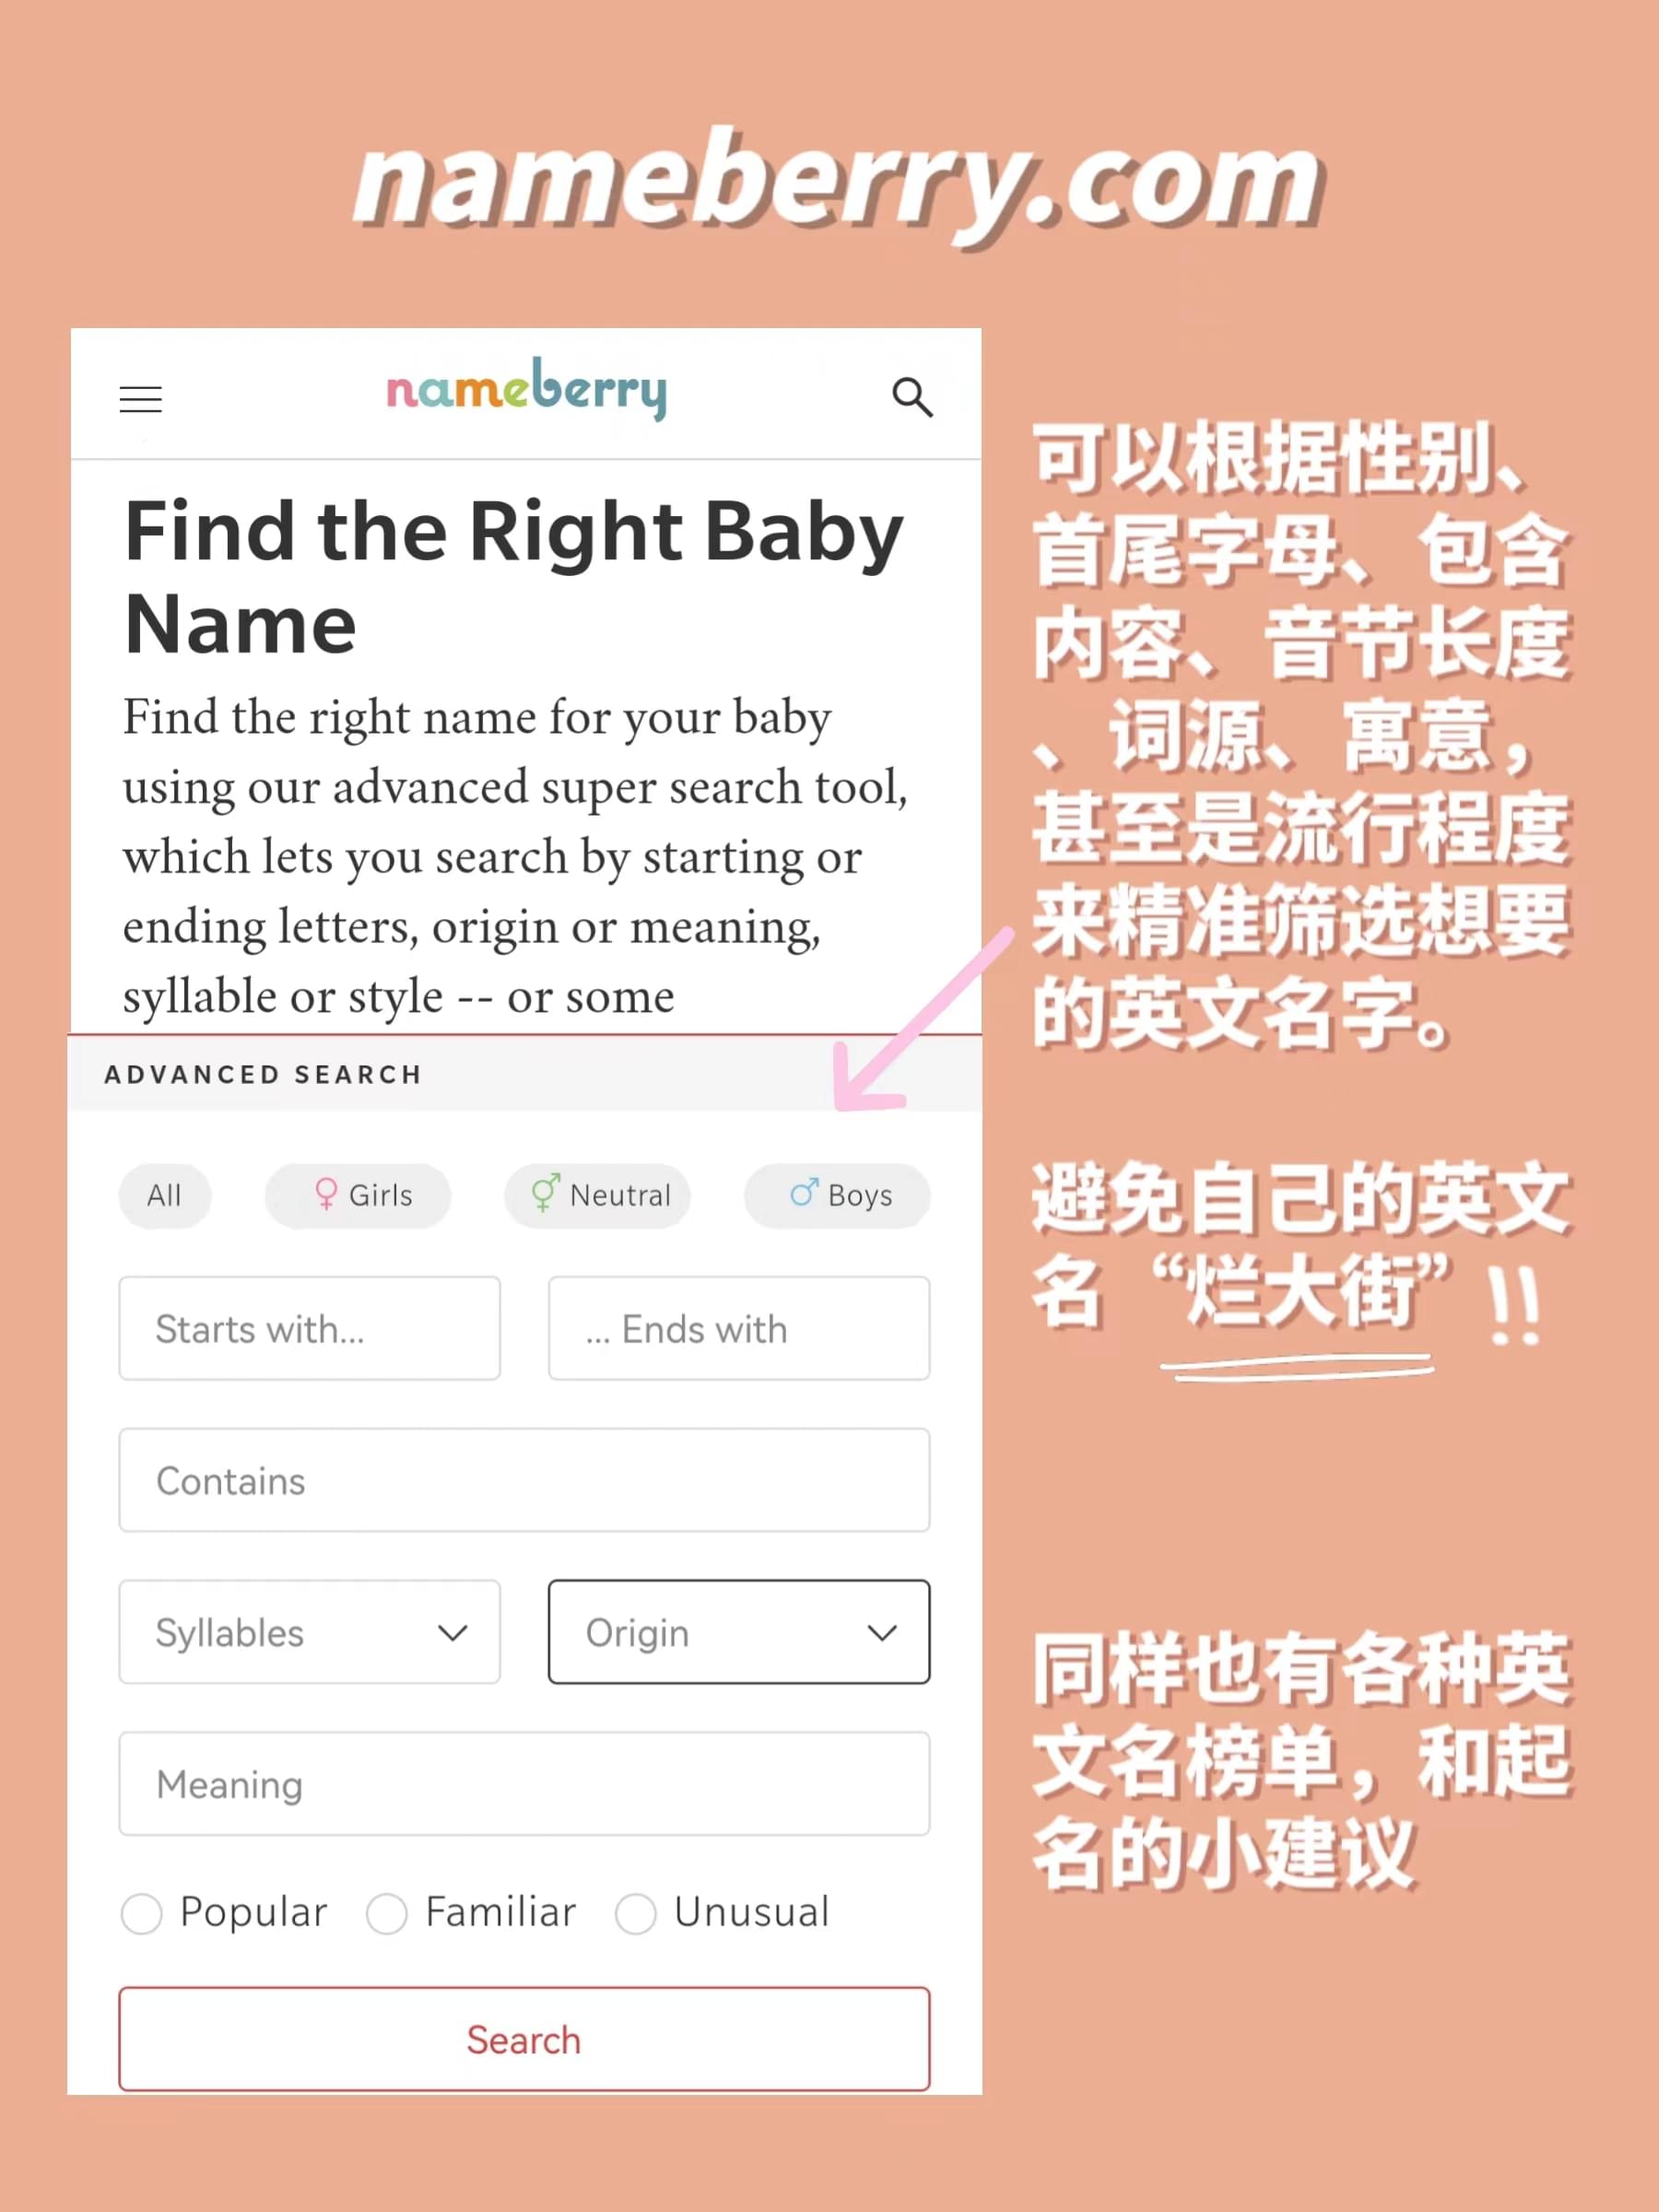 nameberry.com
nameberry
Find the Right Baby
Name
Find the right name for your baby
using our advanced super search tool,
which lets you search by starting or
ending letters, origin or meaning,
syllable or style -- or some
ADVANCED SEARCH
All
Girls
Neutral
Boys
Starts with...
... Ends with
Contains
Syllables
Origin
Meaning
Popular
Familiar
Unusual
Search
可以根据性别、
首尾字母、包含
内容、音节长度
、词源、寓意，
甚至是流行程度
来精准筛选想要
的英文名字。
避免自己的英文
名“烂大街”!!
同样也有各种英
文名榜单，和起
名的小建议